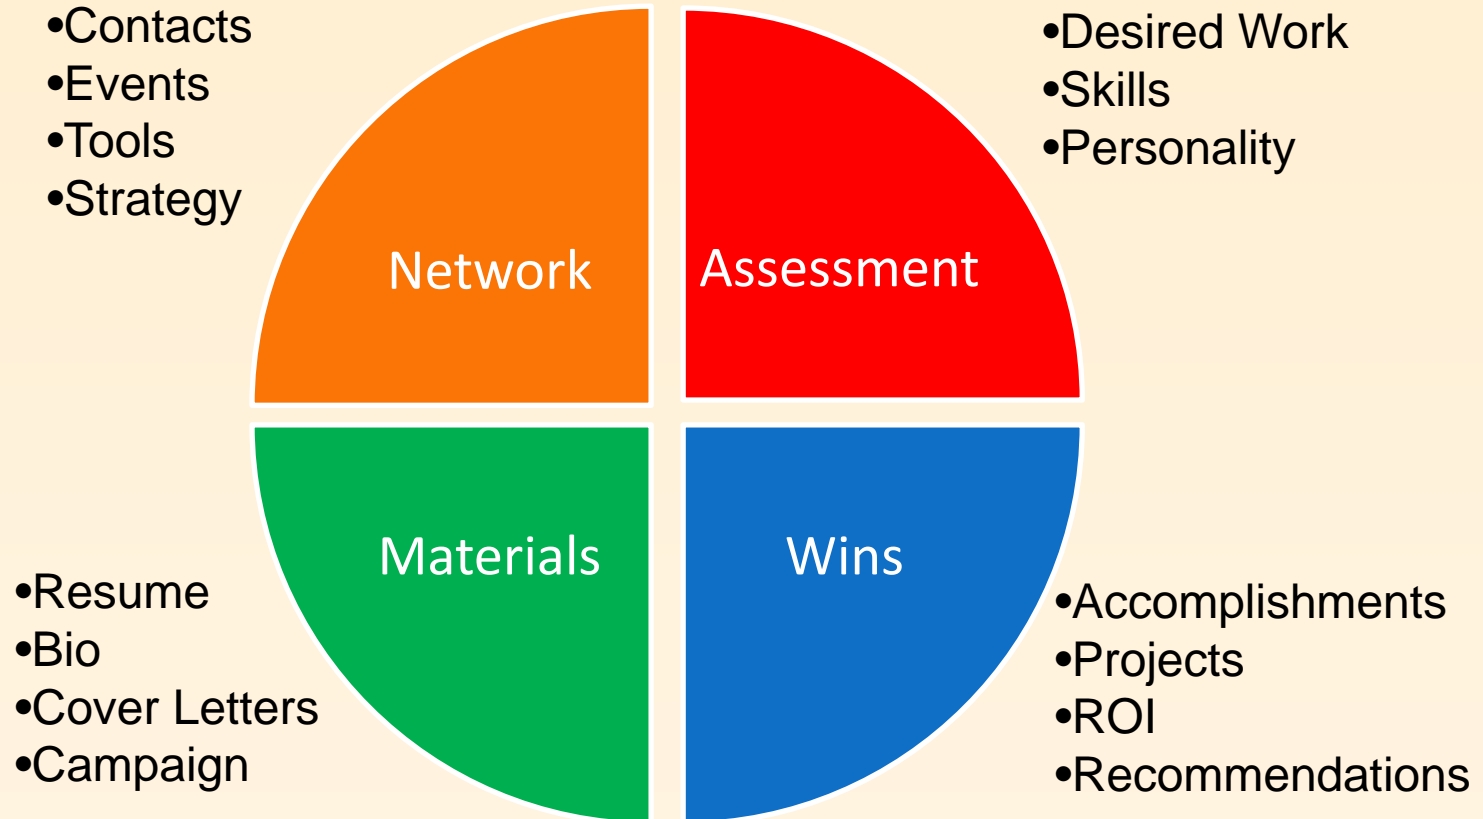 •Contacts
•Events
•Tools
•Strategy
Network
Assessment
•Desired Work
•Skills
•Personality
Materials
Wins
•Resume
•Bio
•Cover Letters
•Campaign
•Accomplishments
•Projects
•ROI
•Recommendations